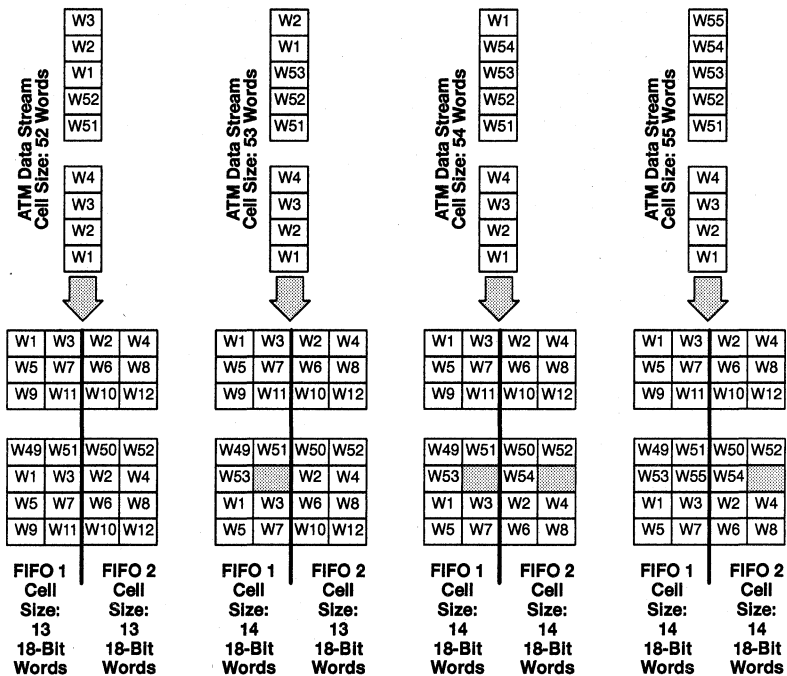 ATM Data Stream
Cell Size: 52 Words
W3
W2
W1
W52
W51
W4
W3
W2
W1
W1 W3 W2 W4
W5 W7 W6 W8
W9 W11 W10 W12
W49 W51 W50 W52
W1 W3 W2 W4
W5 W7 W6 W8
W9 W11 W10 W12
FIFO 1
Cell
Size:
13
18-Bit
Words
FIFO 2
Cell
Size:
13
18-Bit
Words
ATM Data Stream
Cell Size: 53 Words
W2
W1
W53
W52
W51
W4
W3
W2
W1
W1 W3 W2 W4
W5 W7 W6 W8
W9 W11 W10 W12
W49 W51 W50 W52
W53 W2 W4
W1 W3 W6 W8
W5 W7 W10 W12
FIFO 1
Cell
Size:
14
18-Bit
Words
FIFO 2
Cell
Size:
13
18-Bit
Words
ATM Data Stream
Cell Size: 54 Words
W1
W54
W53
W52
W51
W4
W3
W2
W1
W1 W3 W2 W4
W5 W7 W6 W8
W9 W11 W10 W12
W49 W51 W50 W52
W53 W54
W1 W3 W2 W4
W5 W7 W6 W8
FIFO 1
Cell
Size:
14
18-Bit
Words
FIFO 2
Cell
Size:
14
18-Bit
Words
ATM Data Stream
Cell Size: 55 Words
W55
W54
W53
W52
W51
W4
W3
W2
W1
W1 W3 W2 W4
W5 W7 W6 W8
W9 W11 W10 W12
W49 W51 W50 W52
W53 W55 W54
W1 W3 W2 W4
W5 W7 W6 W8
FIFO 1
Cell
Size:
14
18-Bit
Words
FIFO 2
Cell
Size:
14
18-Bit
Words